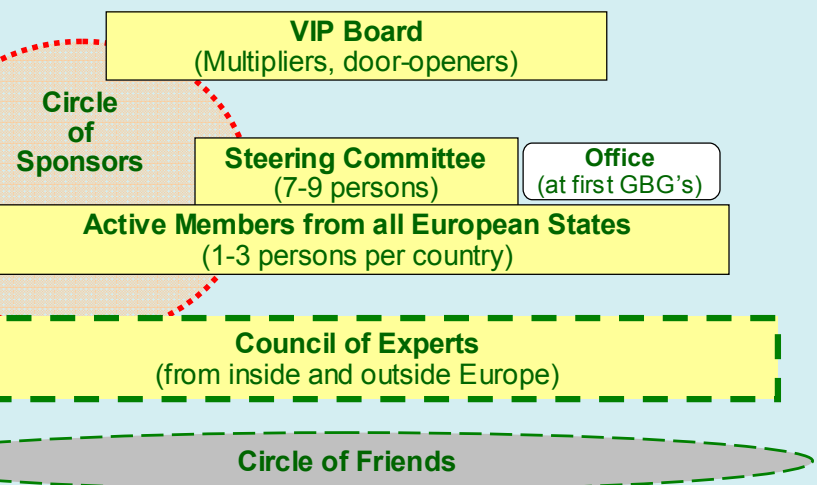 VIP Board
(Multipliers, door-openers)
Circle
of
Sponsors
Steering Committee
(7-9 persons)
Office
(at first GBG's)
Active Members from all European States
(1-3 persons per country)
Council of Experts
(from inside and outside Europe)
Circle of Friends